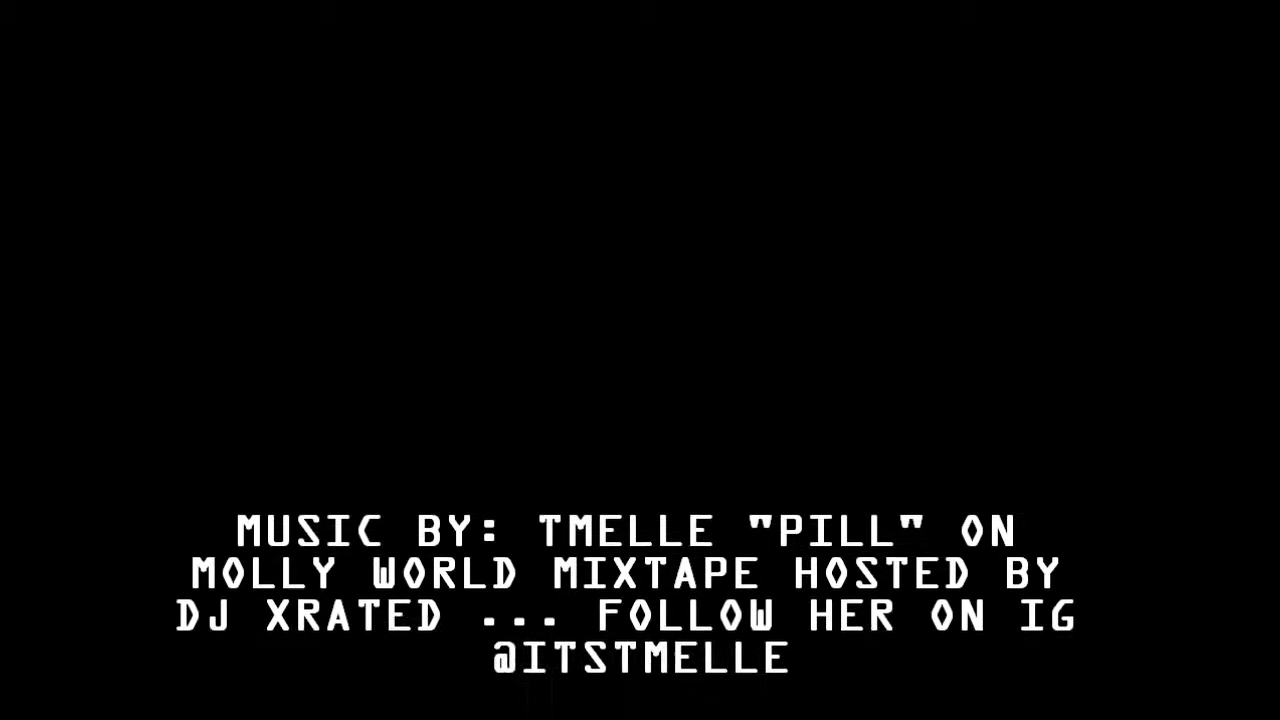 MUSIC BY: TMELLE "PILL" ON
MOLLY WORLD MIXTAPE HOSTED BY
DJ XRATED ... FOLLOW HER ON IG
@ITSTMELLE